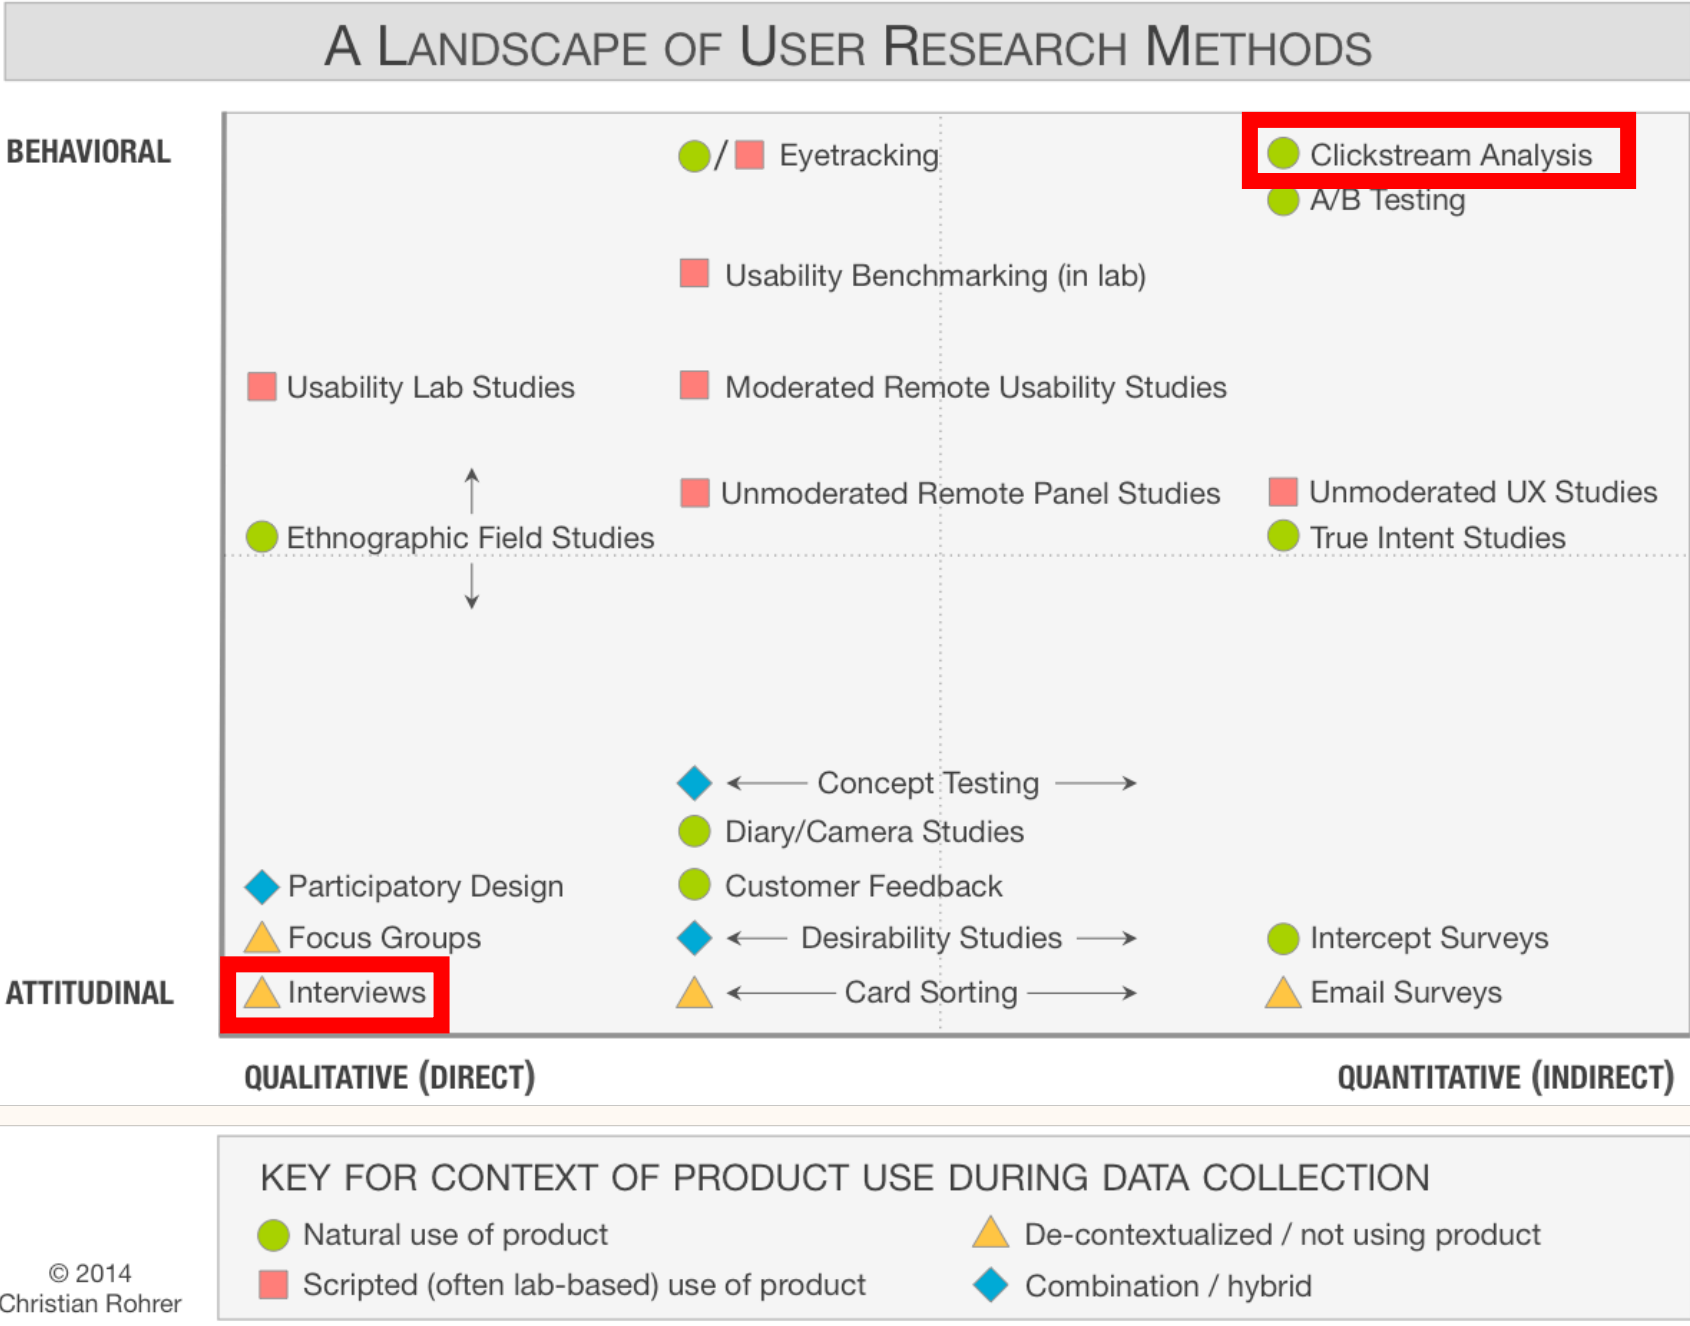 A LANDSCAPE OF USER RESEARCH METHODS
BEHAVIORAL
/ Eyetracking
Clickstream Analysis
A/B Testing
Usability Benchmarking (in lab)
Usability Lab Studies
Moderated Remote Usability Studies
Unmoderated Remote Panel Studies
Unmoderated UX Studies
Ethnographic Field Studies
True Intent Studies
Concept Testing
Diary/Camera Studies
Participatory Design
Customer Feedback
Focus Groups
Desirability Studies
Intercept Surveys
ATTITUDINAL
Interviews
Card Sorting
Email Surveys
QUALITATIVE (DIRECT)
QUANTITATIVE (INDIRECT)
KEY FOR CONTEXT OF PRODUCT USE DURING DATA COLLECTION
Natural use of product
De-contextualized / not using product
Scripted (often lab-based) use of product
Combination / hybrid
© 2014
Christian Rohrer